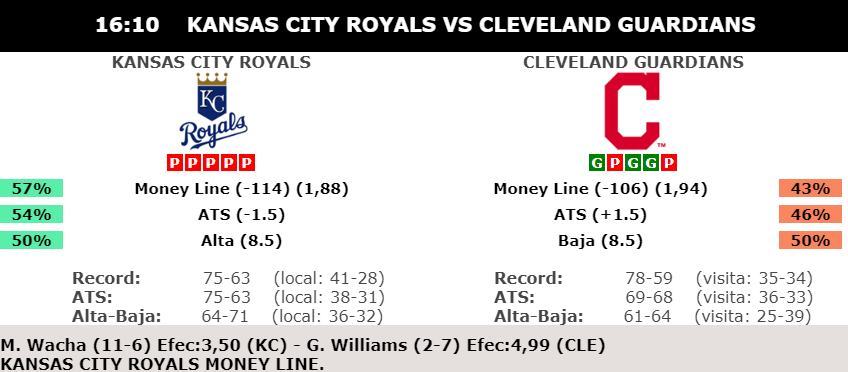 16:10 KANSAS CITY ROYALS VS CLEVELAND GUARDIANS
KANSAS CITY ROYALS CLEVELAND GUARDIANS
KC
Royals
C
TM
P P P P P G P G G P
57% Money Line (-114) (1,88) Money Line (-106) (1,94) 43%
54% ATS (-1.5) ATS (+1.5) 46%
50% Alta (8.5) Baja (8.5) 50%
Record: 75-63 (local: 41-28) Record: 78-59 (visita: 35-34)
ATS: 75-63 (local: 38-31) ATS: 69-68 (visita: 36-33)
Alta-Baja: 64-71 (local: 36-32) Alta-Baja: 61-64 (visita: 25-39)
M. Wacha (11-6) Efec:3,50 (KC) - G. Williams (2-7) Efec:4,99 (CLE)
KANSAS CITY ROYALS MONEY LINE.